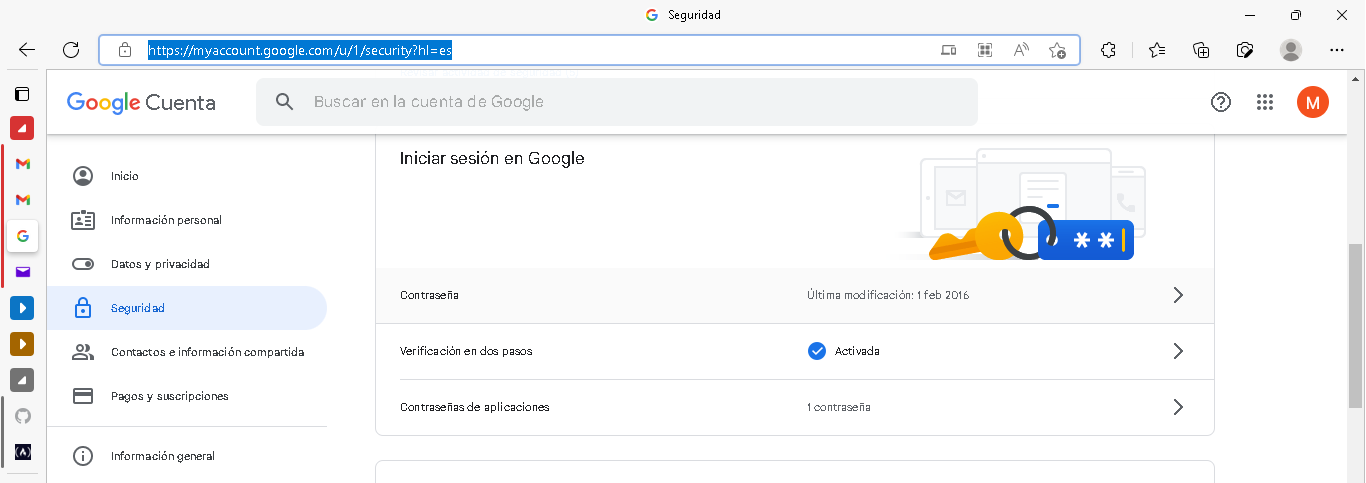 Seguridad
https://myaccount.google.com/u/1/security?hl=es
Google Cuenta
Buscar en la cuenta de Google
M
Inicio
Información personal
Datos y privacidad
Seguridad
Contactos e información compartida
Pagos y suscripciones
Información general
Iniciar sesión en Google
Contraseña
Última modificación: 1 feb 2016
Verificación en dos pasos
Activada
Contraseñas de aplicaciones
1 contraseña